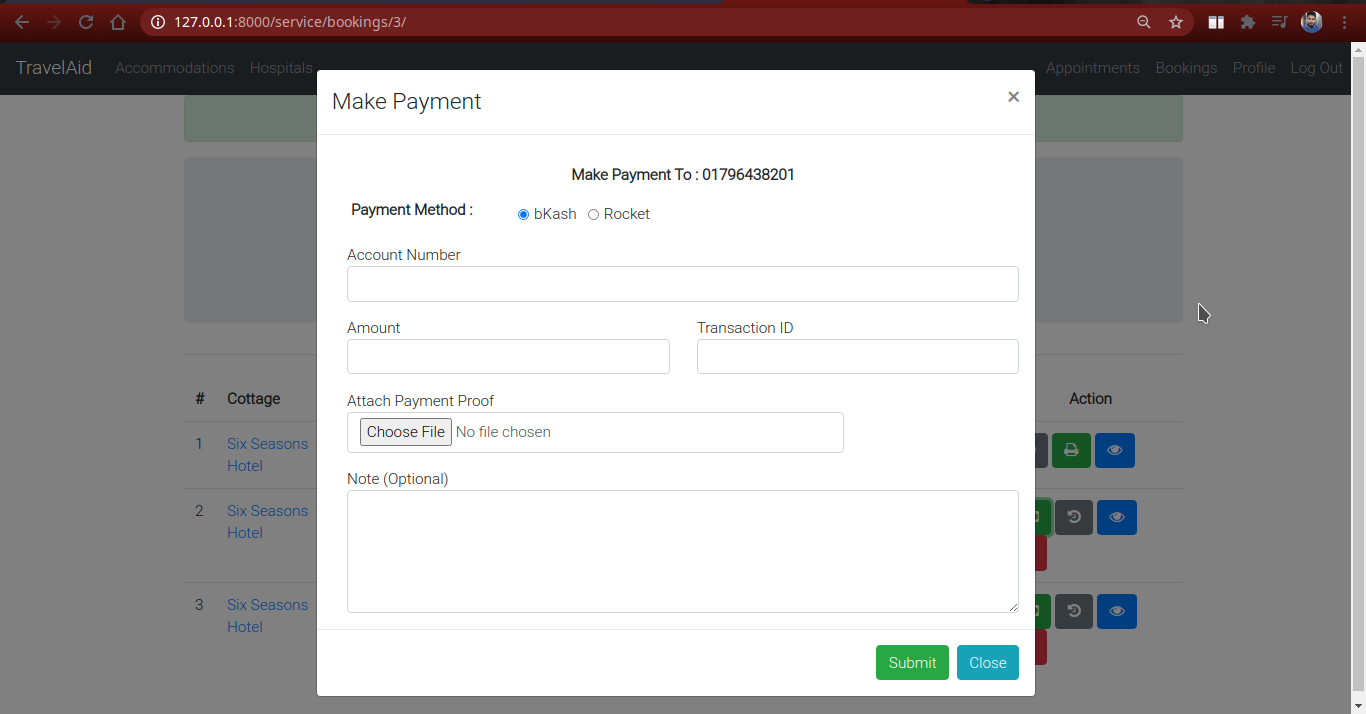 127.0.0.1:8000/service/bookings/3/
TravelAid Accommodations Hospitals Appointments Bookings Profile Log Out
Make Payment ×
Make Payment To : 01796438201
Payment Method : bKash Rocket
Account Number
Amount Transaction ID
Attach Payment Proof
Choose File No file chosen
Note (Optional)
Submit Close
# Cottage Action
1 Six Seasons
Hotel
2 Six Seasons
Hotel
3 Six Seasons
Hotel